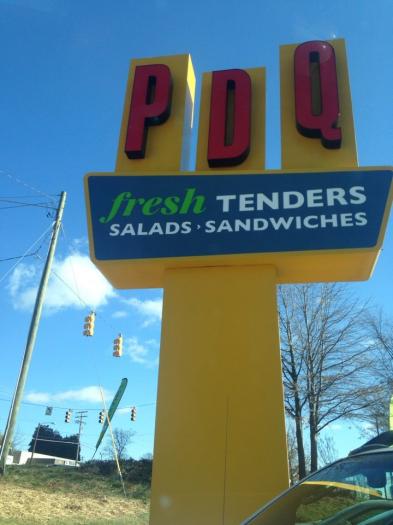 PDQ
fresh TENDERS
SALADS › SANDWICHES